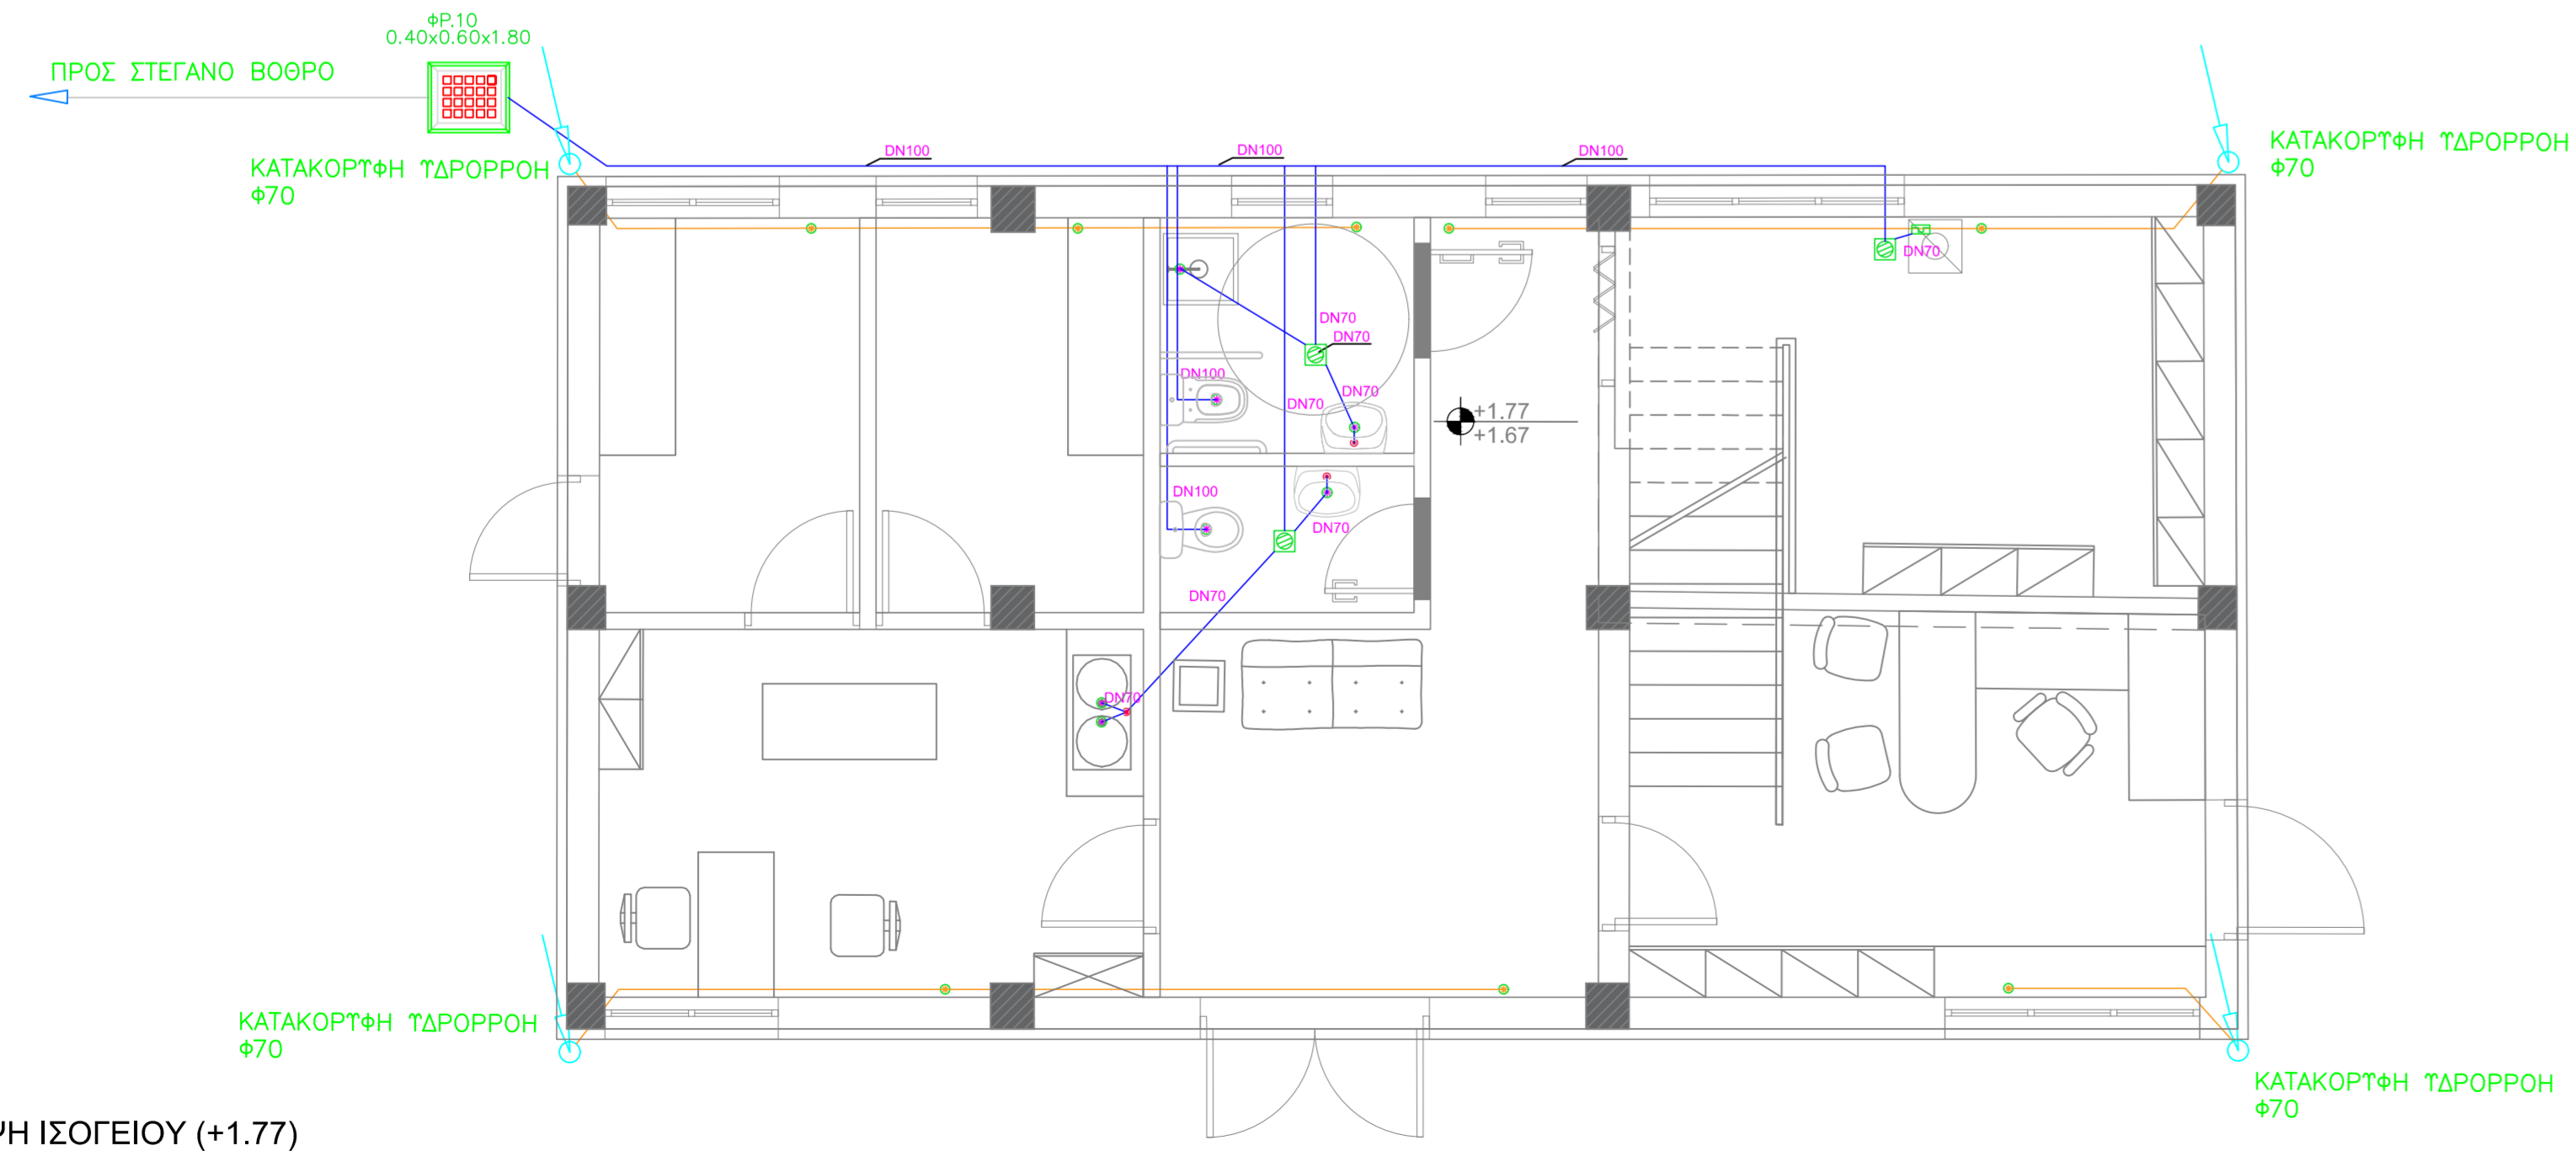 ΦΡ.10
0.40x0.60x1.80
ΠΡΟΣ ΣΤΕΓΑΝΟ ΒΟΘΡΟ
ΚΑΤΑΚΟΡΥΦΗ ΥΔΡΟΡΡΟΗ
Φ70
DN100
DN100
DN100
ΚΑΤΑΚΟΡΥΦΗ ΥΔΡΟΡΡΟΗ
Φ70
DN70
DN70
DN70
DN100
DN70
DN70
+1.77
+1.67
DN100
DN70
DN70
DN70
ΚΑΤΑΚΟΡΥΦΗ ΥΔΡΟΡΡΟΗ
Φ70
ΚΑΤΑΚΟΡΥΦΗ ΥΔΡΟΡΡΟΗ
Φ70
ΨΗ ΙΣΟΓΕΙΟΥ (+1.77)